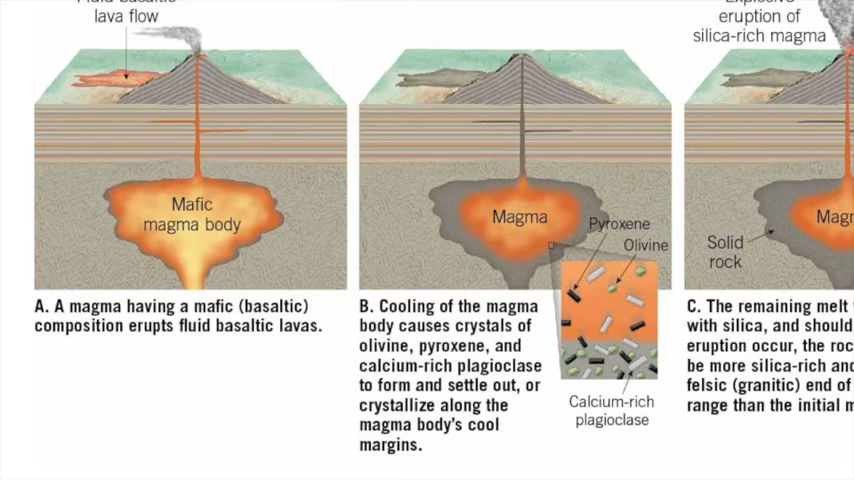 Fluid basaltic
lava flow
Mafic
magma body
A. A magma having a mafic (basaltic)
composition erupts fluid basaltic lavas.
Magma
Pyroxene
Olivine
Calcium-rich
plagioclase
B. Cooling of the magma
body causes crystals of
olivine, pyroxene, and
calcium-rich plagioclase
to form and settle out, or
crystallize along the
magma body's cool
margins.
Explosive
eruption of
silica-rich magma
Solid
rock
C. The remaining melt
with silica, and should
eruption occur, the
be more silica-rich and
felsic (granitic) end of
range than the initial